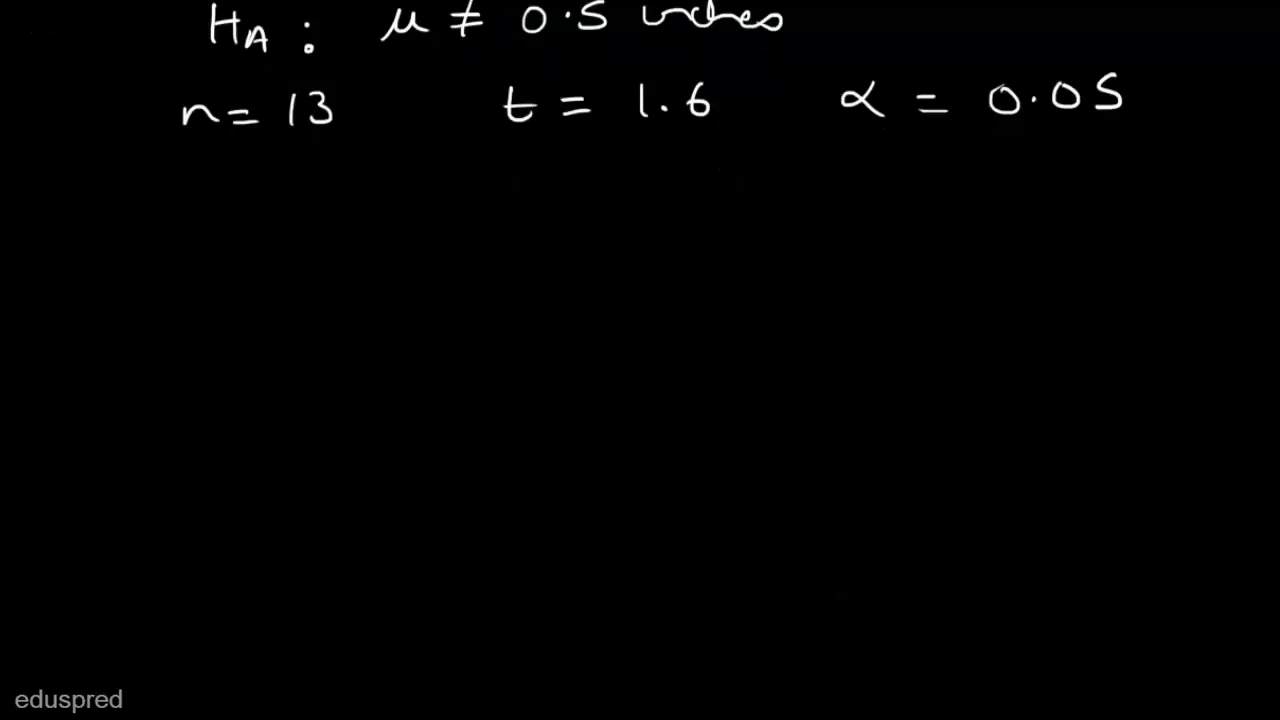 H_A : μ ≠ 0.5 inches
n = 13 t = 1.6 α = 0.05
eduspred